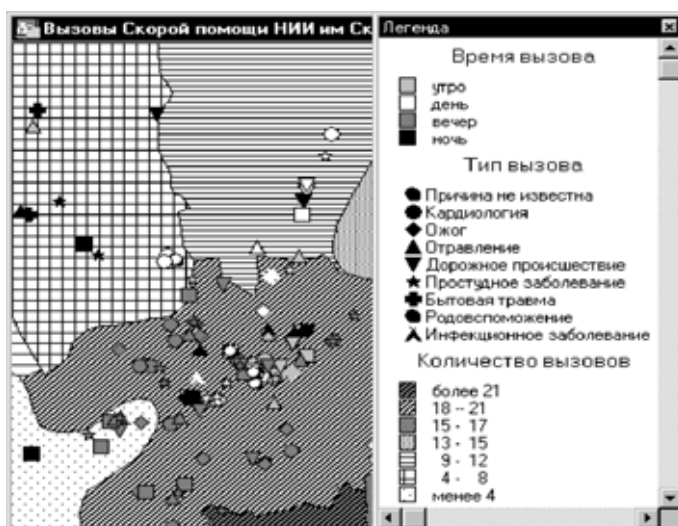 Вызовы Скорой помощи НИИ им Ск
Легенда
Время вызова
утро
день
вечер
ночь
Тип вызова
Причина не известна
Кардиология
Ожог
Отравление
Дорожное происшествие
Простудное заболевание
Бытовая травма
Родовспоможение
Инфекционное заболевание
Количество вызовов
более 21
18 - 21
15 - 17
13 - 15
9 - 12
4 - 8
менее 4